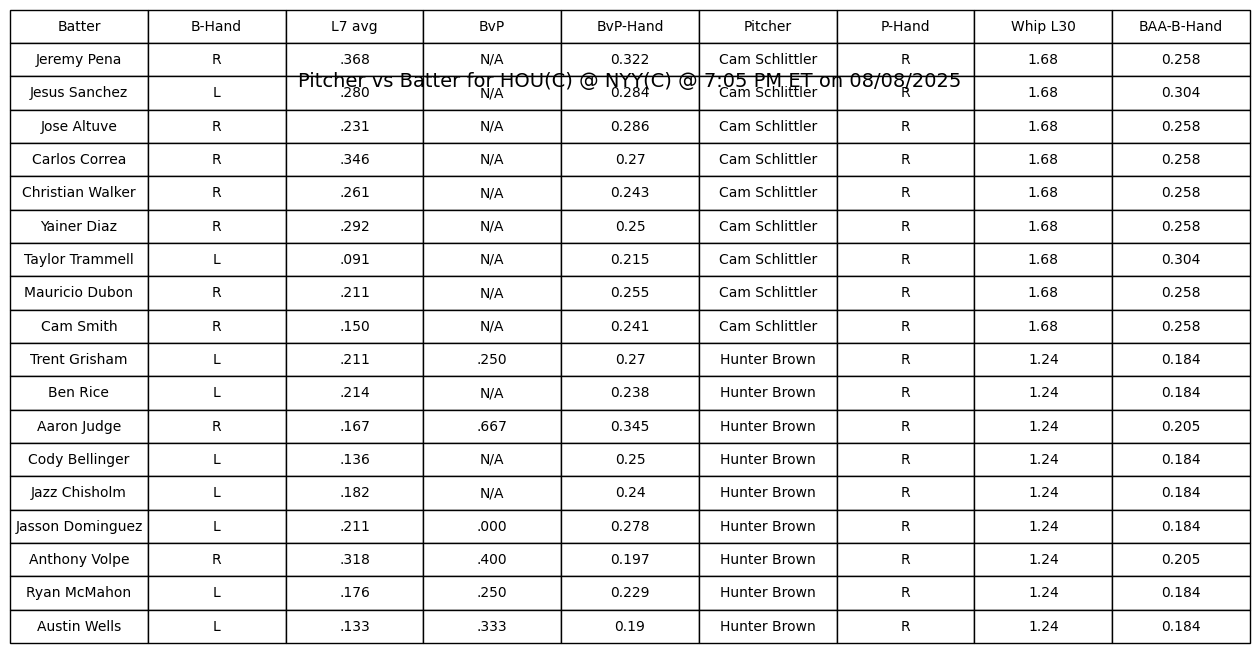 Batter B-Hand L7 avg BvP BvP-Hand Pitcher P-Hand Whip L30 BAA-B-Hand
Jeremy Pena R .368 N/A 0.322 Cam Schlittler R 1.68 0.258
Pitcher vs Batter for HOU(C) @ NYY(C) @ 7:05 PM ET on 08/08/2025
Jesus Sanchez L .280 N/A 0.284 Cam Schlittler R 1.68 0.304
Jose Altuve R .231 N/A 0.286 Cam Schlittler R 1.68 0.258
Carlos Correa R .346 N/A 0.27 Cam Schlittler R 1.68 0.258
Christian Walker R .261 N/A 0.243 Cam Schlittler R 1.68 0.258
Yainer Diaz R .292 N/A 0.25 Cam Schlittler R 1.68 0.258
Taylor Trammell L .091 N/A 0.215 Cam Schlittler R 1.68 0.304
Mauricio Dubon R .211 N/A 0.255 Cam Schlittler R 1.68 0.258
Cam Smith R .150 N/A 0.241 Cam Schlittler R 1.68 0.258
Trent Grisham L .211 .250 0.27 Hunter Brown R 1.24 0.184
Ben Rice L .214 N/A 0.238 Hunter Brown R 1.24 0.184
Aaron Judge R .167 .667 0.345 Hunter Brown R 1.24 0.205
Cody Bellinger L .136 N/A 0.25 Hunter Brown R 1.24 0.184
Jazz Chisholm L .182 N/A 0.24 Hunter Brown R 1.24 0.184
Jasson Dominguez L .211 .000 0.278 Hunter Brown R 1.24 0.184
Anthony Volpe R .318 .400 0.197 Hunter Brown R 1.24 0.205
Ryan McMahon L .176 .250 0.229 Hunter Brown R 1.24 0.184
Austin Wells L .133 .333 0.19 Hunter Brown R 1.24 0.184